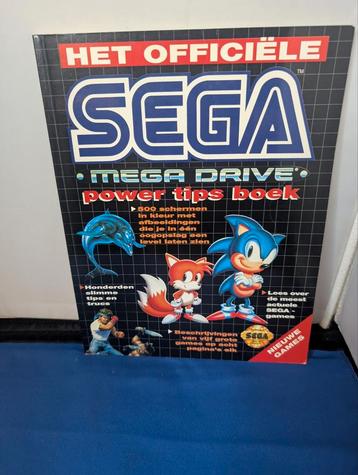 HET OFFICIËLE
SEGA™
• MEGA DRIVE •
power tips boek
500 schermen
in kleur met
afbeeldingen
die je in één
oogopslag een
level laten zien
Honderden
slimme
tips en
trucs
Lees over
de meest
actuele
SEGA-
games
Beschrijvingen
van vijf grote
games op acht
pagina's elk
SEGA
NIEUWE
GAMES